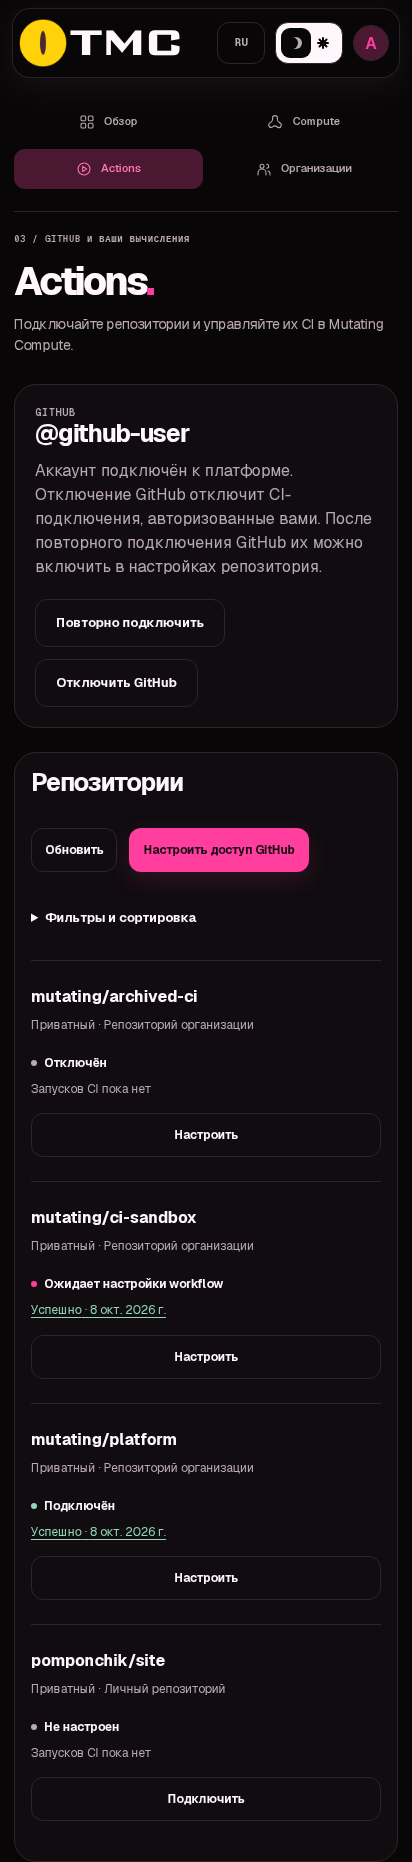 TMC
RU
A
Обзор
Compute
Actions
Организации
03 / GITHUB И ВАШИ ВЫЧИСЛЕНИЯ
Actions.
Подключайте репозитории и управляйте их CI в Mutating
Compute.
GITHUB
@github-user
Аккаунт подключён к платформе.
Отключение GitHub отключит CI-
подключения, авторизованные вами. После
повторного подключения GitHub их можно
включить в настройках репозитория.
Повторно подключить
Отключить GitHub
Репозитории
Обновить
Настроить доступ GitHub
Фильтры и сортировка
mutating/archived-ci
Приватный · Репозиторий организации
Отключён
Запусков CI пока нет
Настроить
mutating/ci-sandbox
Приватный · Репозиторий организации
Ожидает настройки workflow
Успешно · 8 окт. 2026 г.
Настроить
mutating/platform
Приватный · Репозиторий организации
Подключён
Успешно · 8 окт. 2026 г.
Настроить
pomponchik/site
Приватный · Личный репозиторий
Не настроен
Запусков CI пока нет
Подключить